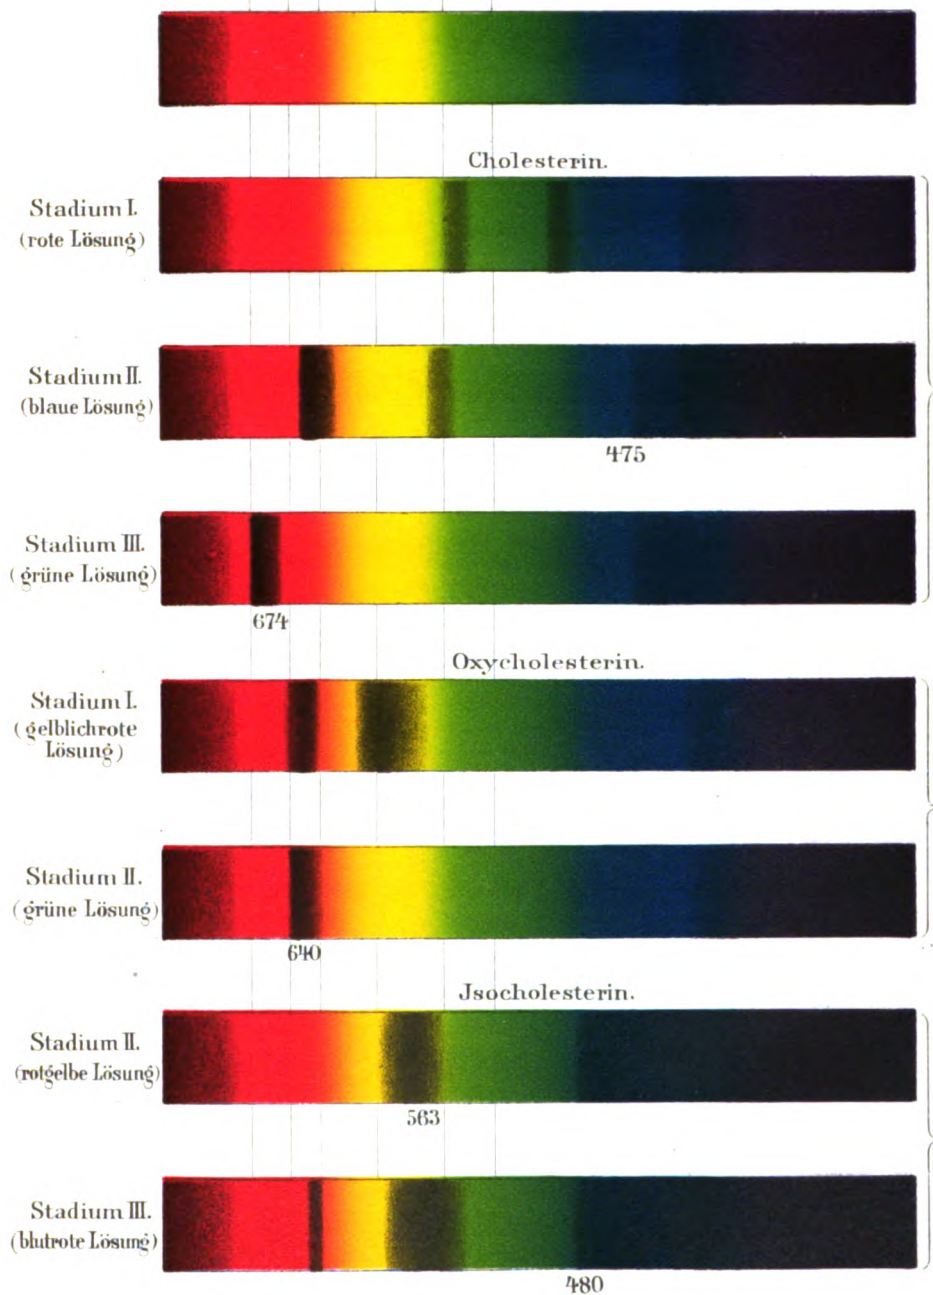 Cholesterin.
Stadium I.
(rote Lösung)
Stadium II.
(blaue Lösung)
475
Stadium III.
(grüne Lösung)
674
Oxycholesterin.
Stadium I.
(gelblichrote
Lösung)
Stadium II.
(grüne Lösung)
640
Jsocholesterin.
Stadium II.
(rotgelbe Lösung)
563
Stadium III.
(blutrote Lösung)
480